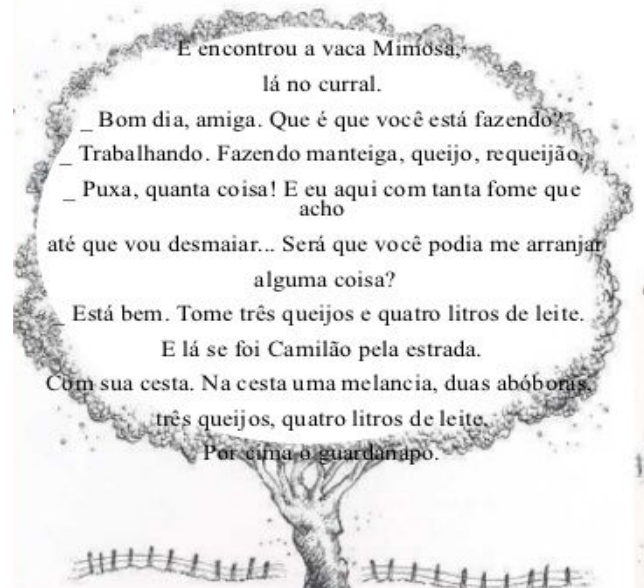 E encontrou a vaca Mimosa,
lá no curral.
_ Bom dia, amiga. Que é que você está fazendo?
_ Trabalhando. Fazendo manteiga, queijo, requeijão,
_ Puxa, quanta coisa! E eu aqui com tanta fome que
acho
até que vou desmaiar... Será que você podia me arranjar
alguma coisa?
_ Está bem. Tome três queijos e quatro litros de leite.
E lá se foi Camilão pela estrada.
Com sua cesta. Na cesta uma melancia, duas abóboras,
três queijos, quatro litros de leite.
Por cima o guardanapo.